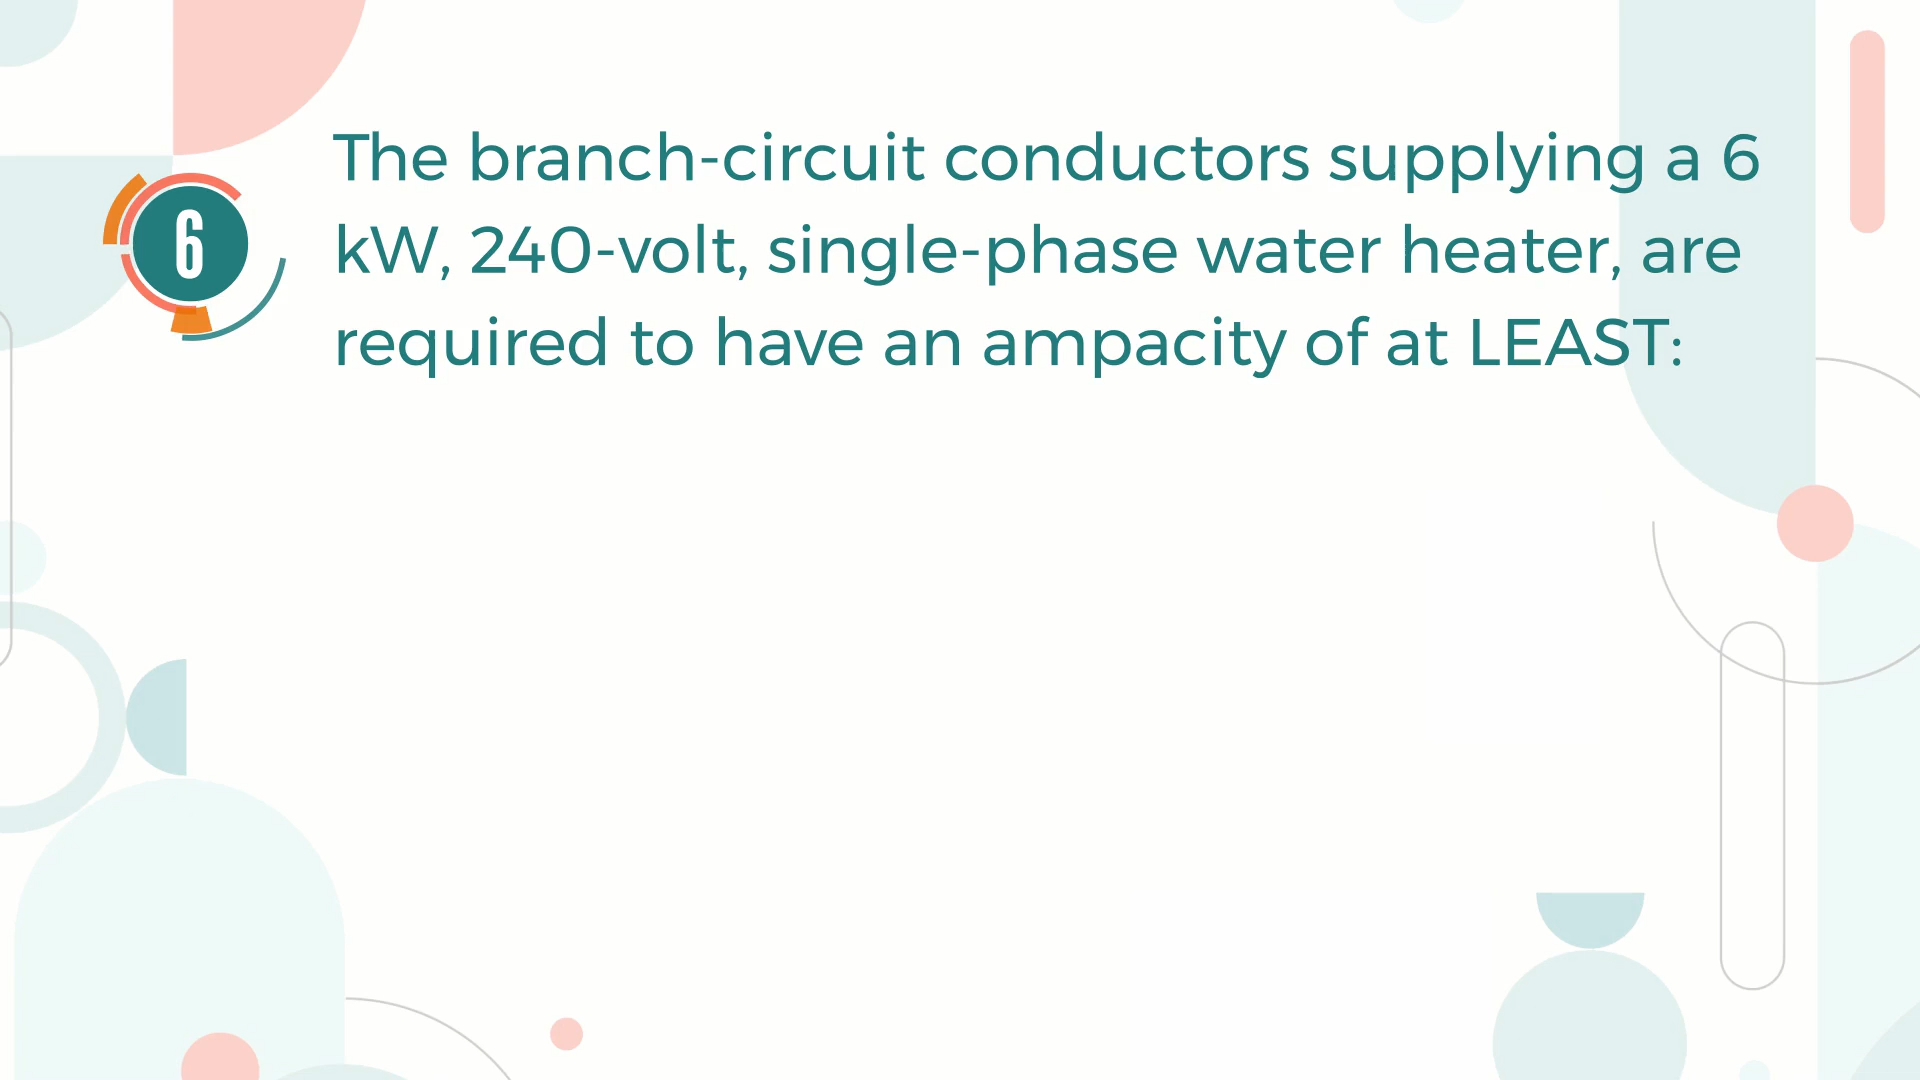 6
The branch-circuit conductors supplying a 6
kW, 240-volt, single-phase water heater, are
required to have an ampacity of at LEAST: